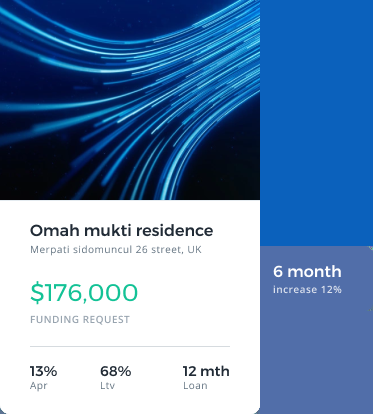 Omah mukti residence
Merpati sidomuncul 26 street, UK
$176,000
FUNDING REQUEST
13% 68% 12 mth
Apr Ltv Loan
6 month
increase 12%